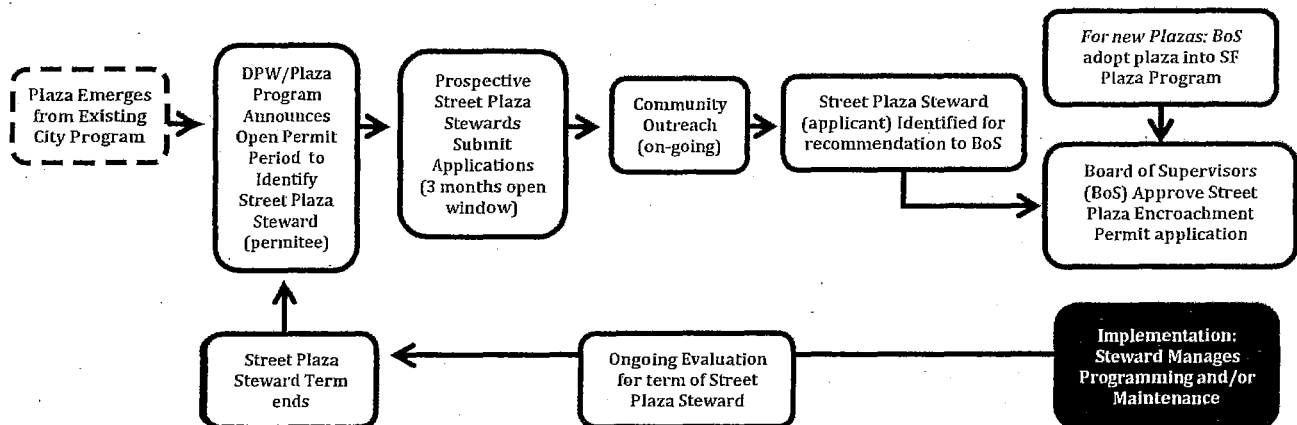 Plaza Emerges
from Existing
City Program
DPW/Plaza
Program
Announces
Open Permit
Period to
Identify
Street Plaza
Steward
(permitee)
Prospective
Street Plaza
Stewards
Submit
Applications
(3 months open
window)
Community
Outreach
(on-going)
Street Plaza Steward
(applicant) Identified for
recommendation to BoS
For new Plazas: BoS
adopt plaza into SF
Plaza Program
Board of Supervisors
(BoS) Approve Street
Plaza Encroachment
Permit application
Implementation:
Steward Manages
Programming and/or
Maintenance
Ongoing Evaluation
for term of Street
Plaza Steward
Street Plaza
Steward Term
ends